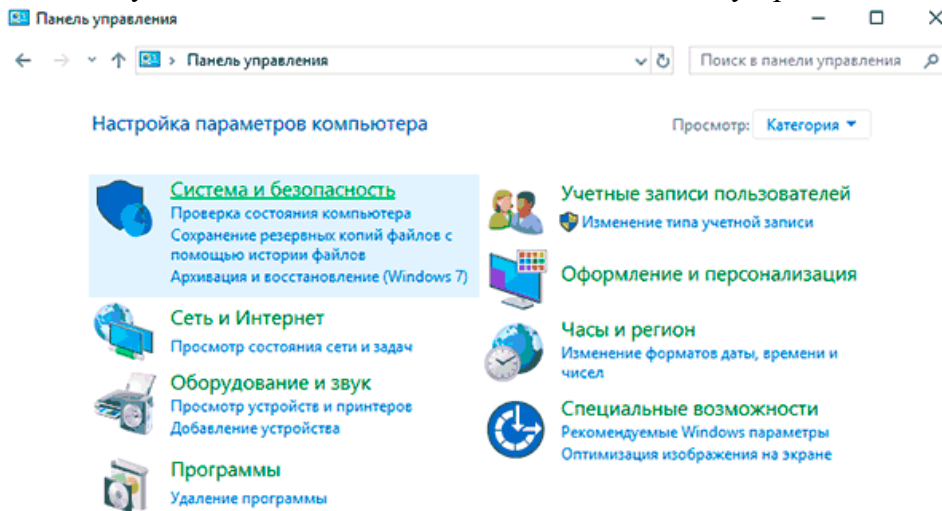 Панель управления
Панель управления
Поиск в панели управления
Настройка параметров компьютера
Просмотр: Категория
Система и безопасность
Проверка состояния компьютера
Сохранение резервных копий файлов с
помощью истории файлов
Архивация и восстановление (Windows 7)
Сеть и Интернет
Просмотр состояния сети и задач
Оборудование и звук
Просмотр устройств и принтеров
Добавление устройства
Программы
Удаление программы
Учетные записи пользователей
Изменение типа учетной записи
Оформление и персонализация
Часы и регион
Изменение форматов даты, времени и
чисел
Специальные возможности
Рекомендуемые Windows параметры
Оптимизация изображения на экране